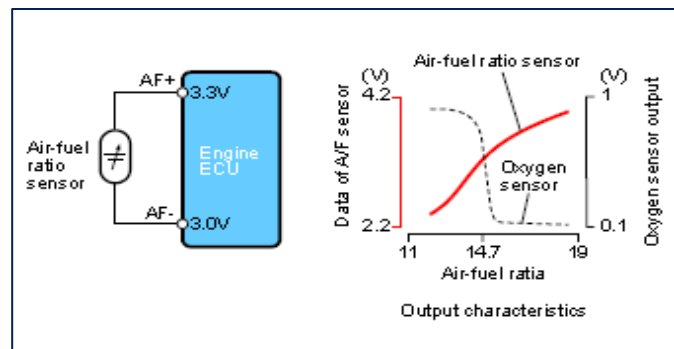 AF+
3.3V
Air-fuel
ratio
sensor
Engine
ECU
AF-
3.0V
(V)
Air-fuel ratio sensor
(V)
4.2
1
Data of A/F sensor
Oxygen sensor output
Oxygen
sensor
2.2
0.1
11
14.7
19
Air-fuel ratia
Output characteristics